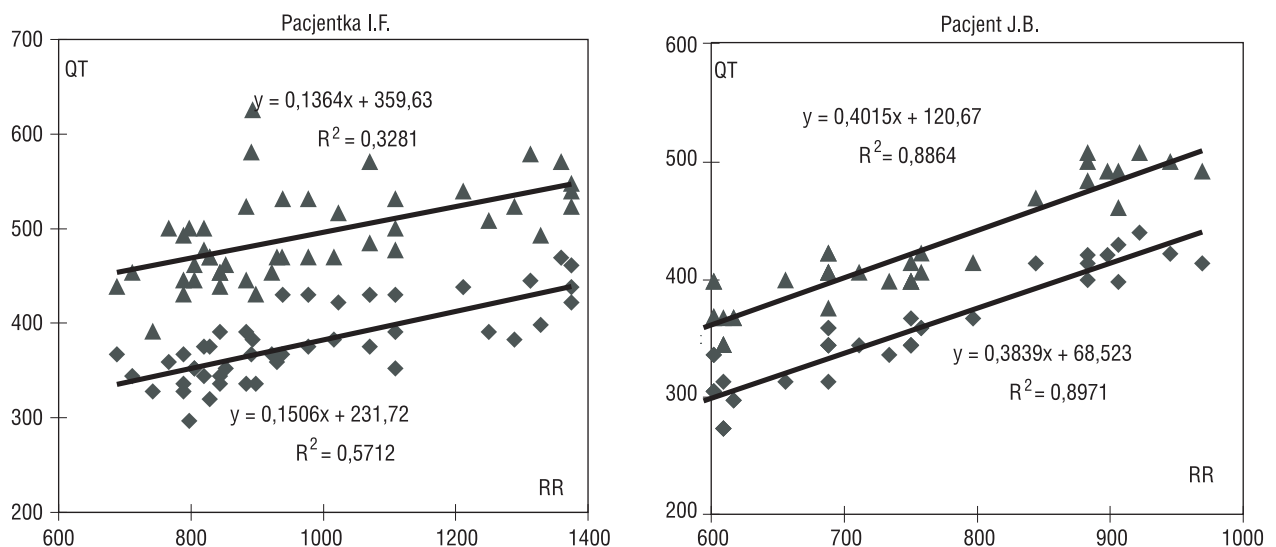 Pacjentka I.F.
700
QT
y = 0,1364x + 359,63
600
R² = 0,3281
500
400
300
y = 0,1506x + 231,72
R² = 0,5712
RR
200
600 800 1000 1200 1400
Pacjent J.B.
600
QT
y = 0,4015x + 120,67
R² = 0,8864
500
400
y = 0,3839x + 68,523
300
R² = 0,8971
RR
200
600 700 800 900 1000